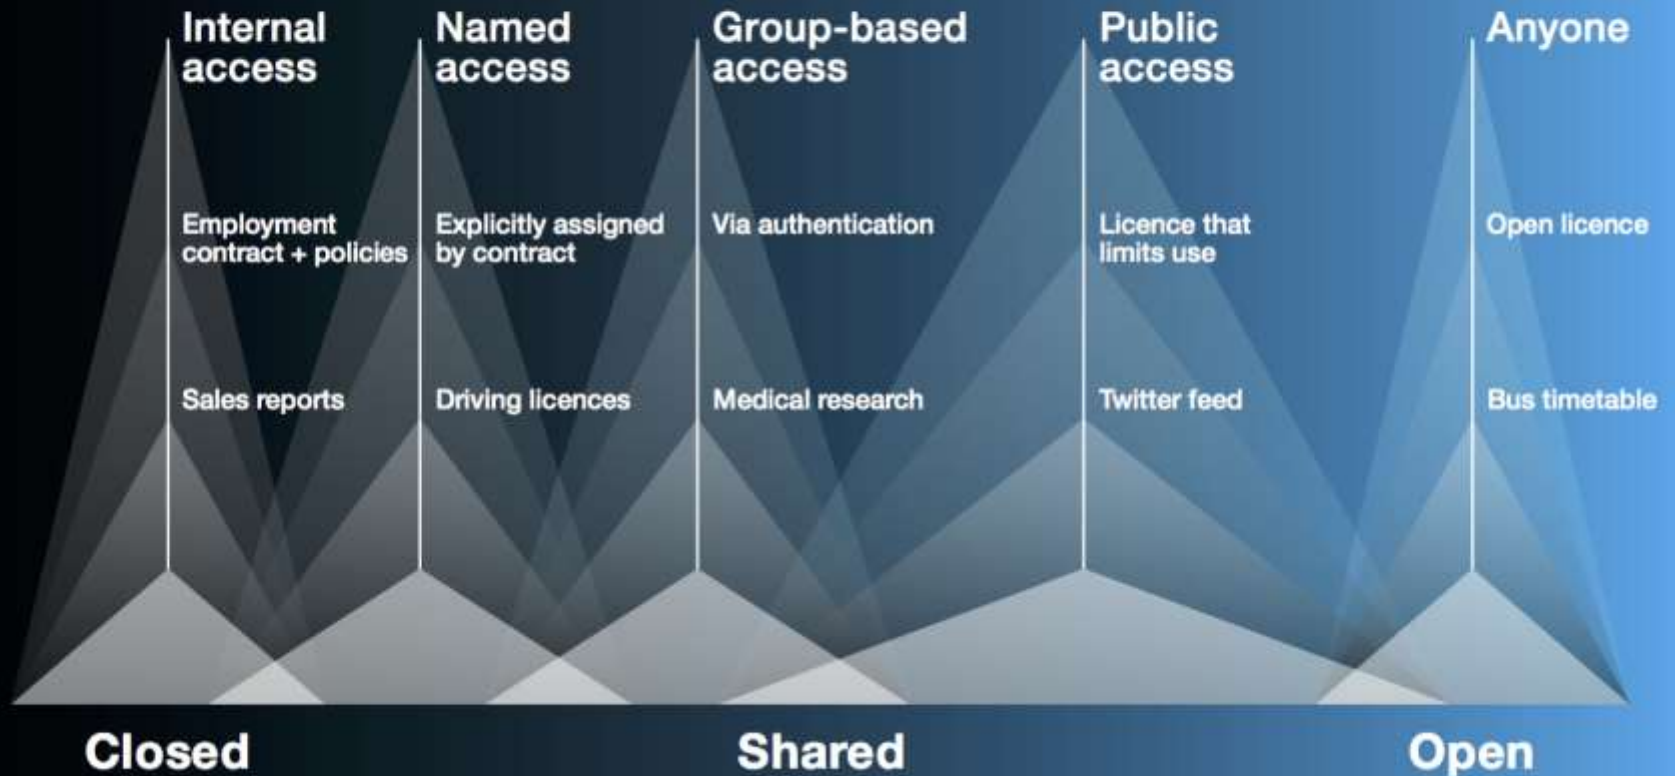 Internal
access
Named
access
Group-based
access
Public
access
Anyone
Employment
contract + policies
Explicitly assigned
by contract
Via authentication
Licence that
limits use
Open licence
Sales reports
Driving licences
Medical research
Twitter feed
Bus timetable
Closed
Shared
Open